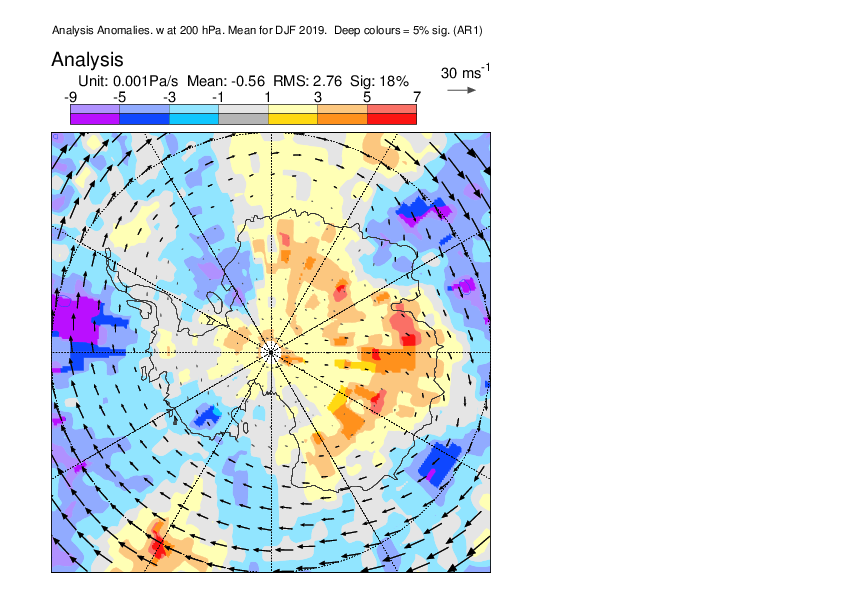 Analysis Anomalies. w at 200 hPa. Mean for DJF 2019.  Deep colours = 5% sig. (AR1)
Analysis
30 ms-1
Unit: 0.001Pa/s  Mean: -0.56  RMS: 2.76  Sig: 18%
-9 -5 -3 -1 1 3 5 7